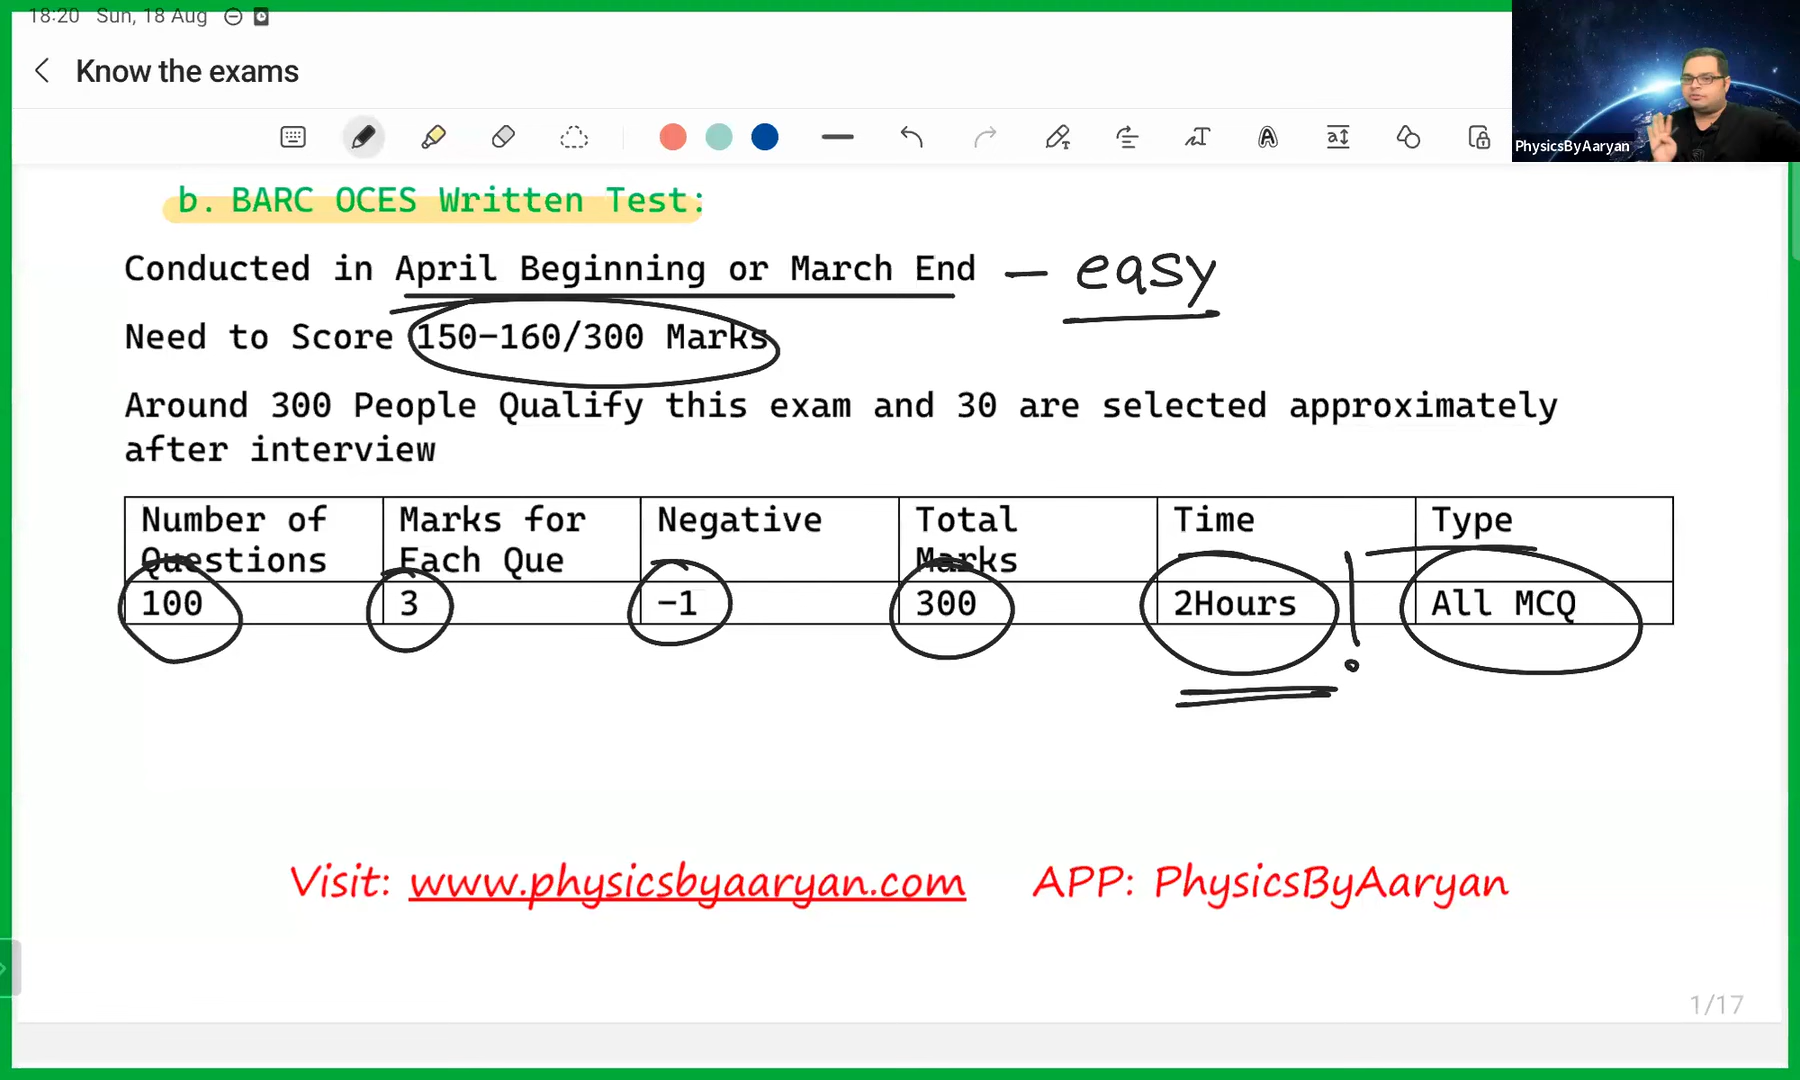 18:20 Sun, 18 Aug
Know the exams
PhysicsByAaryan
b. BARC OCES Written Test:
Conducted in April Beginning or March End — easy
Need to Score 150-160/300 Marks
Around 300 People Qualify this exam and 30 are selected approximately
after interview
Number of Questions
Marks for Each Que
Negative
Total Marks
Time
Type
100
3
-1
300
2Hours !
All MCQ
Visit: www.physicsbyaaryan.com APP: PhysicsByAaryan
1/17